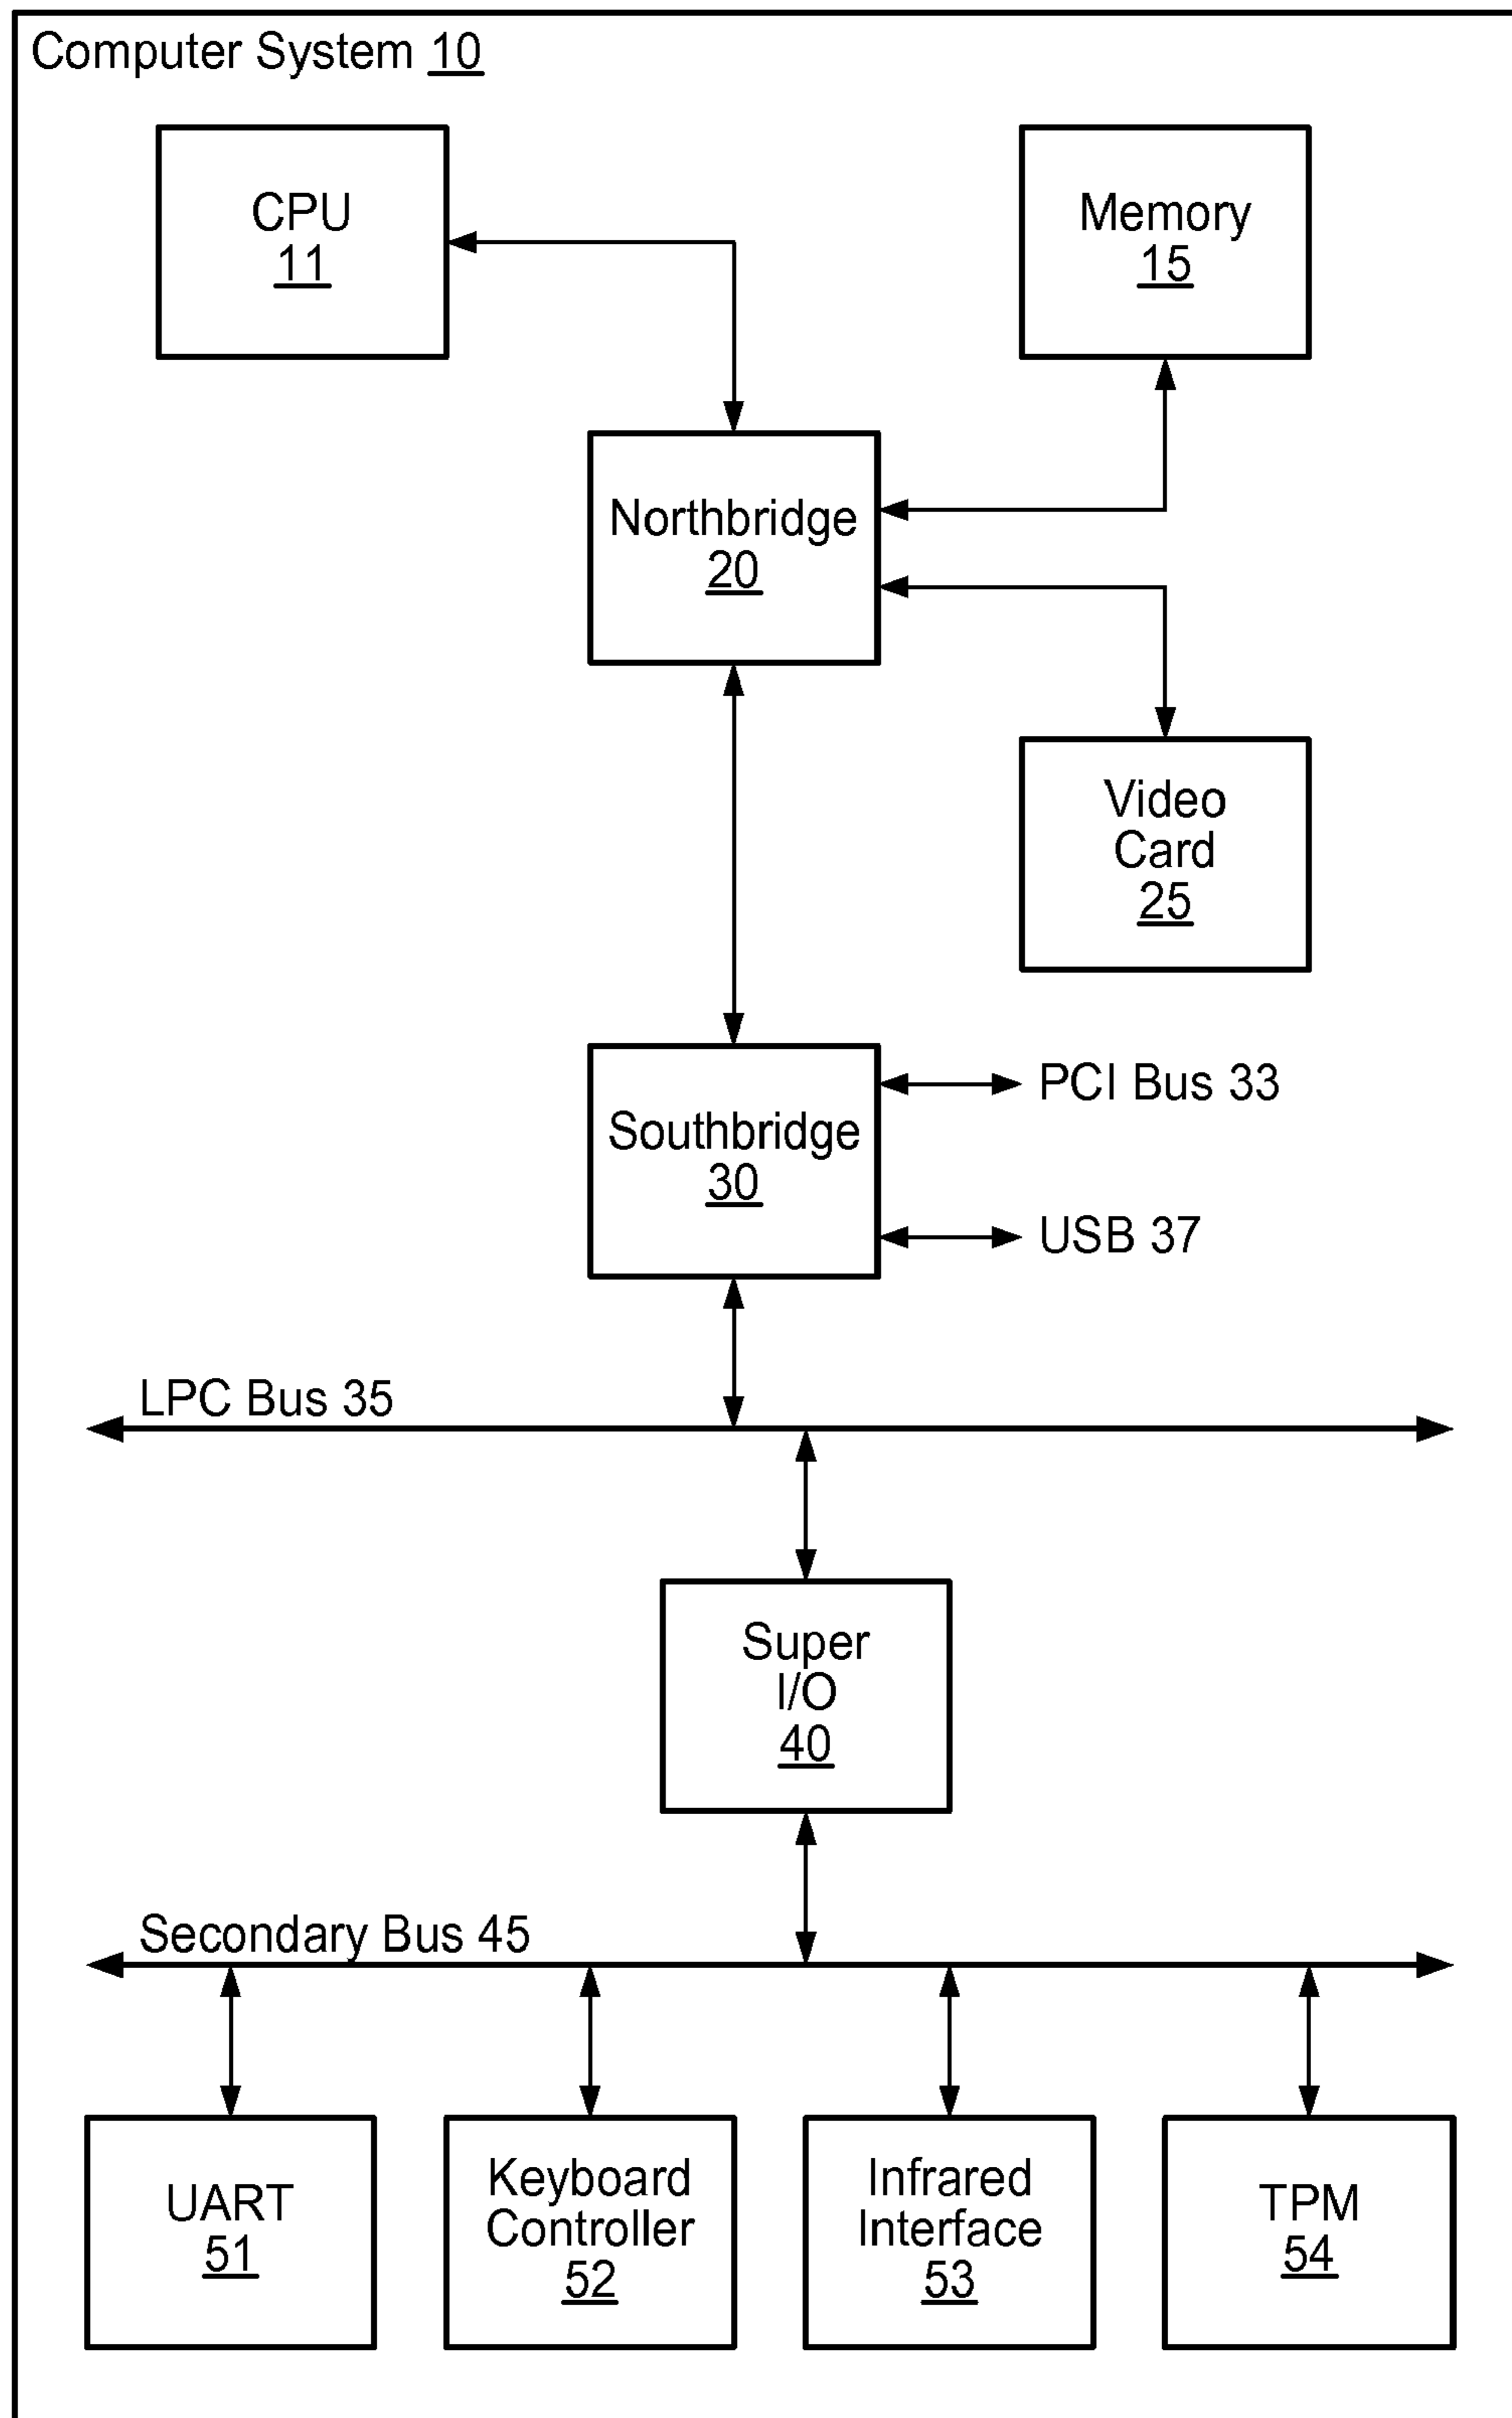 Computer System 10
CPU
11
Memory
15
Northbridge
20
Video
Card
25
Southbridge
30
PCI Bus 33
USB 37
LPC Bus 35
Super
I/O
40
Secondary Bus 45
UART
51
Keyboard
Controller
52
Infrared
Interface
53
TPM
54